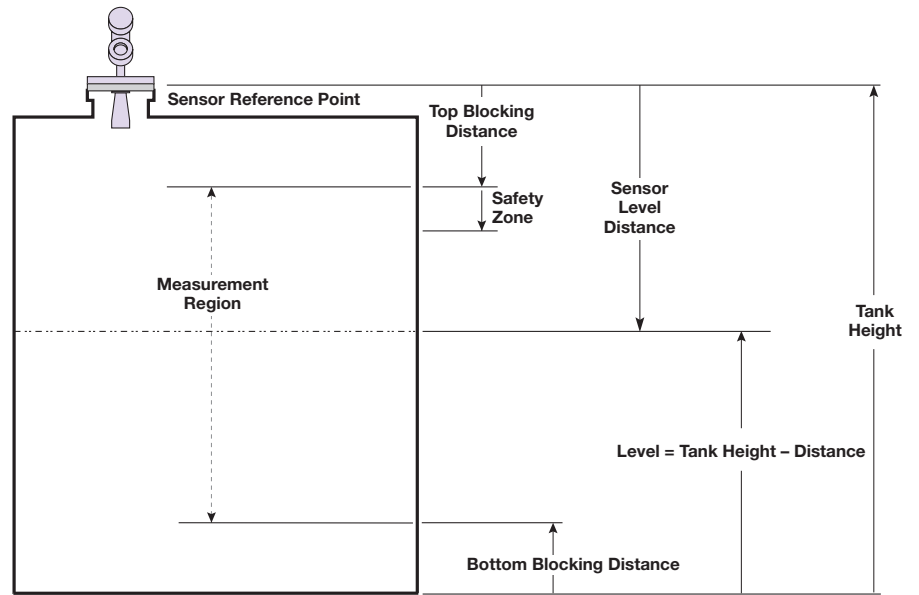 Sensor Reference Point
Top Blocking
Distance
Safety
Zone
Sensor
Level
Distance
Measurement
Region
Tank
Height
Level = Tank Height – Distance
Bottom Blocking Distance